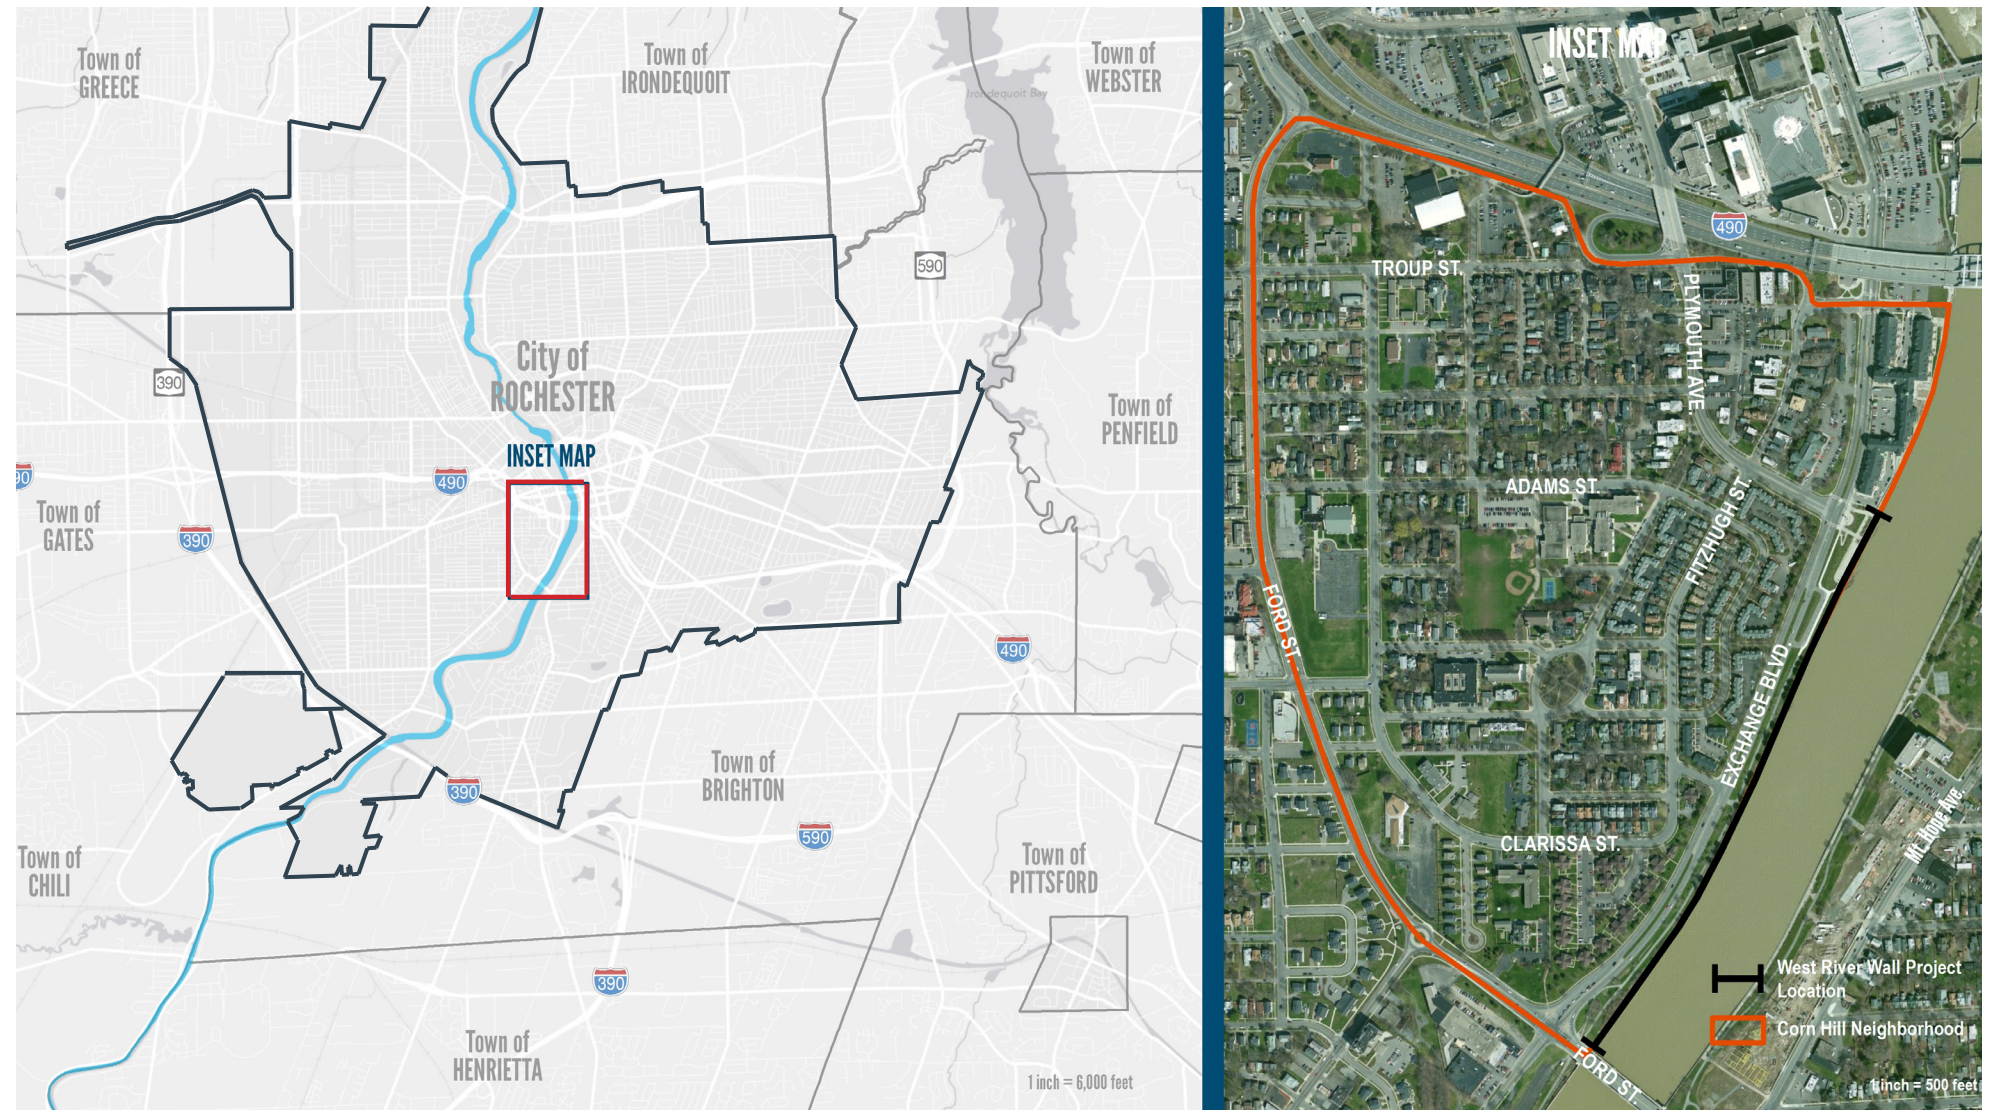 Town of
GREECE
Town of
IRONDEQUOIT
Town of
WEBSTER
Irondequoit Bay
590
390
City of
ROCHESTER
INSET MAP
490
90
390
Town of
GATES
Town of
PENFIELD
490
390
590
Town of
BRIGHTON
Town of
CHILI
Town of
PITTSFORD
390
Town of
HENRIETTA
1 inch = 6,000 feet
INSET MAP
490
TROUP ST.
PLYMOUTH AVE.
ADAMS ST.
FITZHUGH ST.
FORD ST.
EXCHANGE BLVD.
CLARISSA ST.
Mt. Hope Ave.
West River Wall Project
Location
Corn Hill Neighborhood
FORD ST.
1 inch = 500 feet